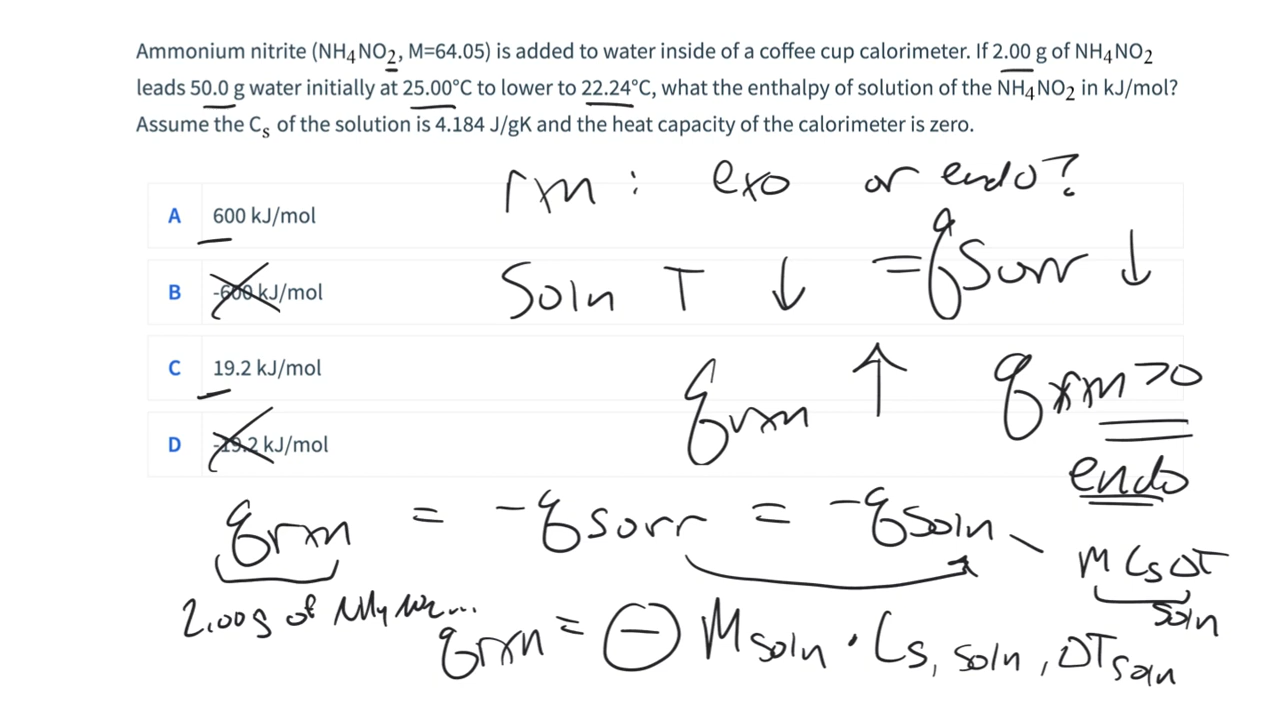 Ammonium nitrite (NH4NO2, M=64.05) is added to water inside of a coffee cup calorimeter. If 2.00 g of NH4NO2
leads 50.0 g water initially at 25.00°C to lower to 22.24°C, what the enthalpy of solution of the NH4NO2 in kJ/mol?
Assume the Cs of the solution is 4.184 J/gK and the heat capacity of the calorimeter is zero.
rxn : exo or endo?
A 600 kJ/mol
Soln T ↓ = qsurr ↓
B -600 kJ/mol
C 19.2 kJ/mol
qrxn ↑ qrxn >0
D -19.2 kJ/mol
endo
qrxn = -qsurr = -qsoln
m Cs ΔT
soln
2.00g of
qrxn = - Msoln · Cs, soln , ΔTsoln